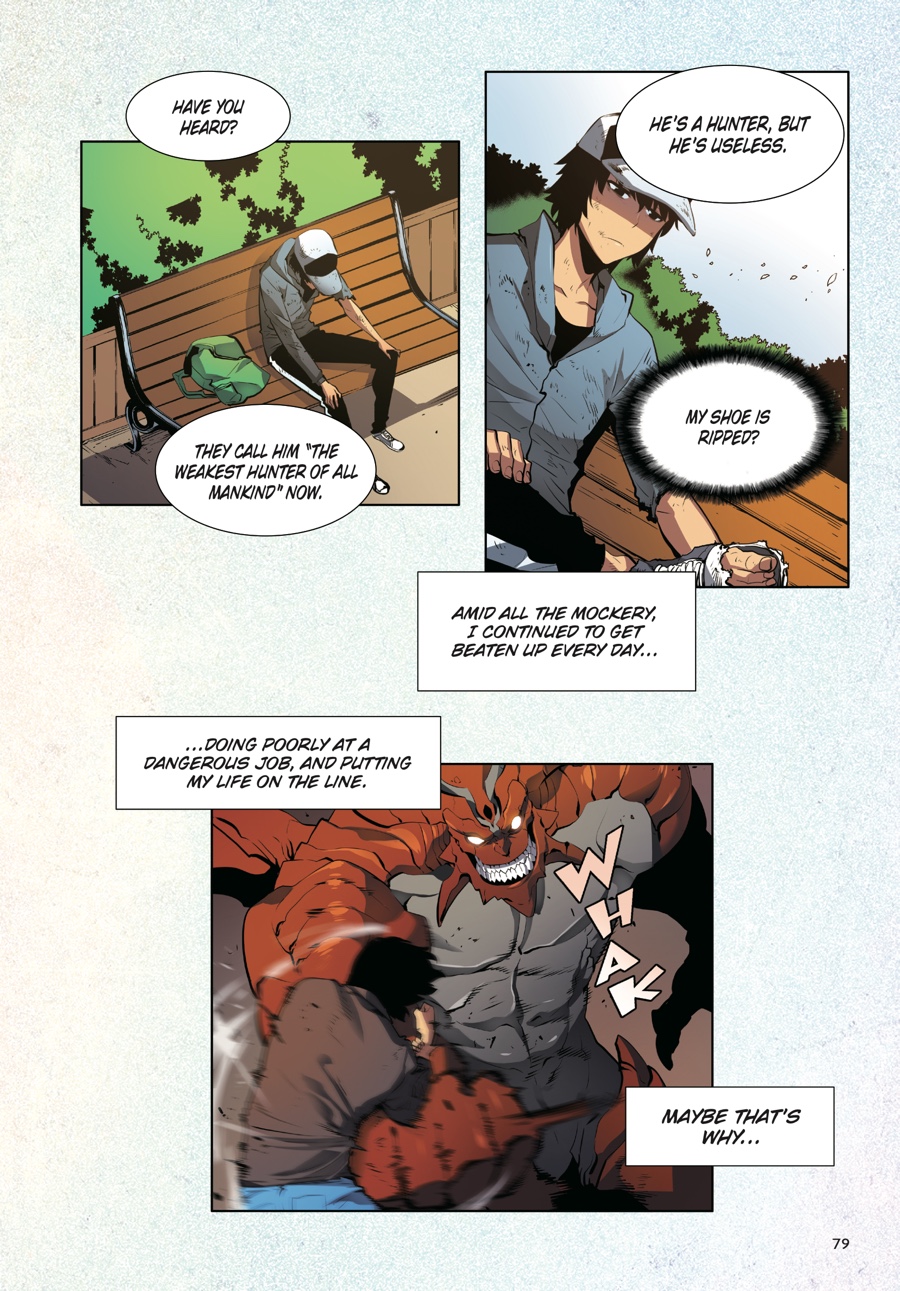 HAVE YOU
HEARD?
THEY CALL HIM "THE
WEAKEST HUNTER OF ALL
MANKIND" NOW.
HE'S A HUNTER, BUT
HE'S USELESS.
MY SHOE IS
RIPPED?
AMID ALL THE MOCKERY,
I CONTINUED TO GET
BEATEN UP EVERY DAY...
...DOING POORLY AT A
DANGEROUS JOB, AND PUTTING
MY LIFE ON THE LINE.
WHAK
MAYBE THAT'S
WHY...
79